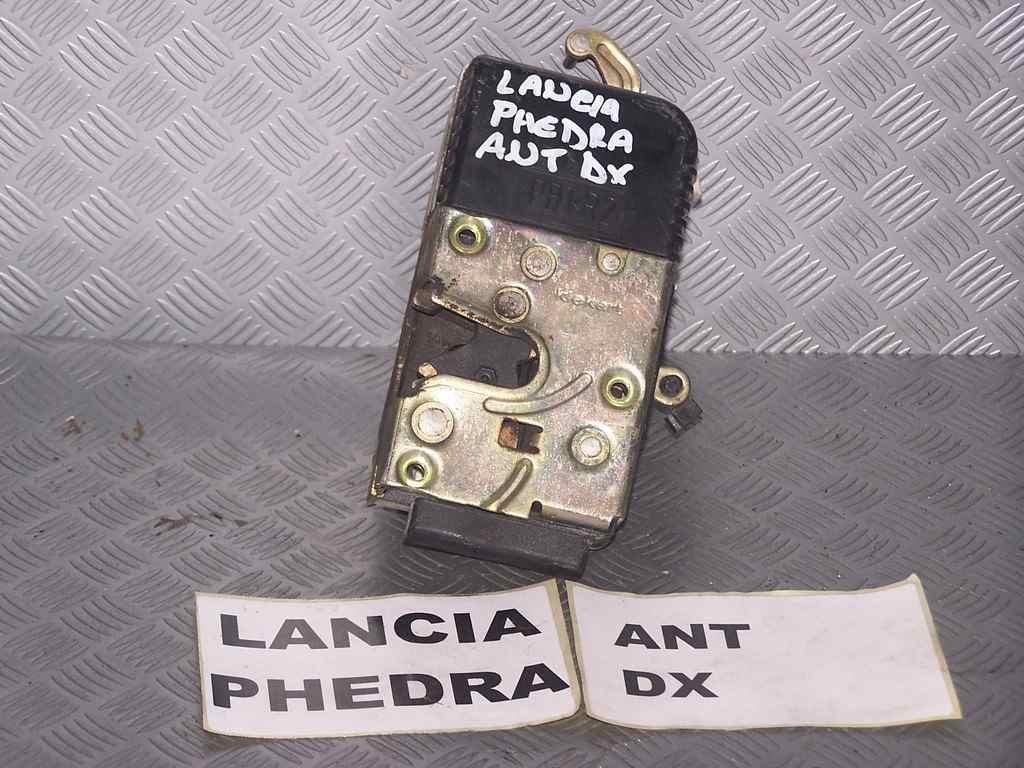 LANCIA
PHEDRA
ANT DX
LANCIA
PHEDRA
ANT
DX